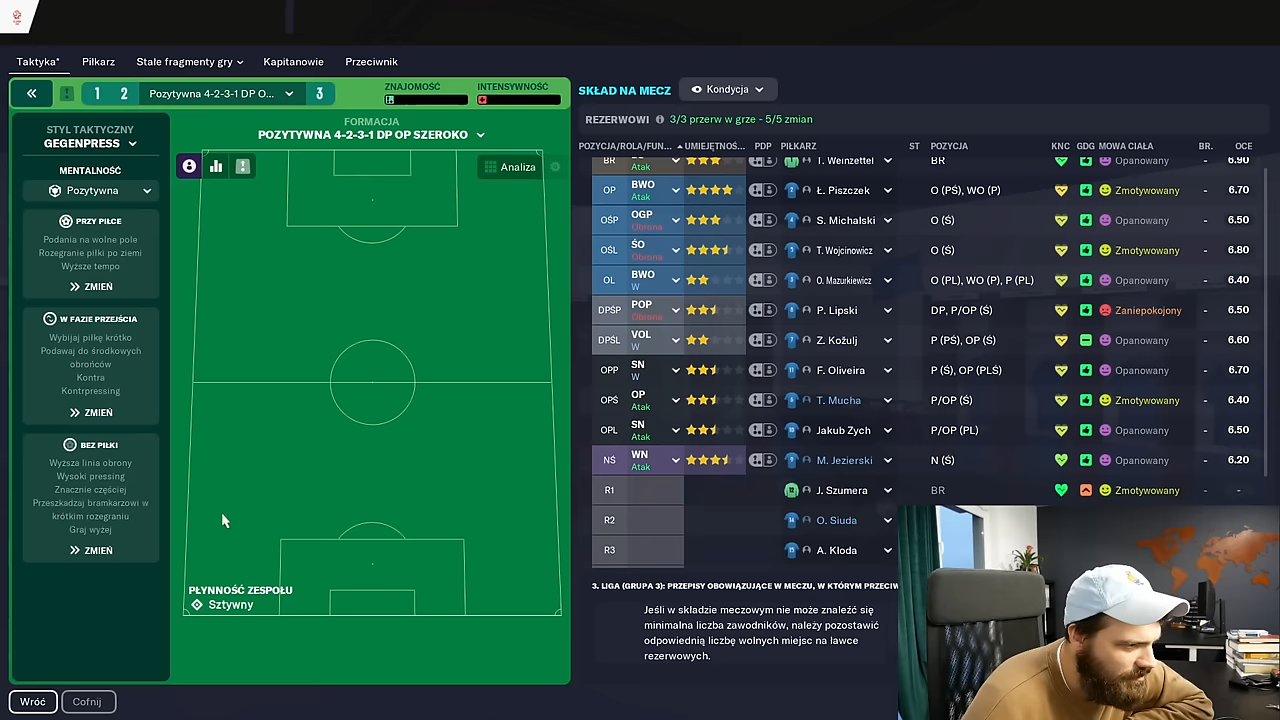 Taktyka* Piłkarz Stałe fragmenty gry Kapitanowie Przeciwnik
1 2 Pozytywna 4-2-3-1 DP O... 3 ZNAJOMOŚĆ INTENSYWNOŚĆ
STYL TAKTYCZNY
GEGENPRESS
MENTALNOŚĆ
Pozytywna
PRZY PIŁCE
Podania na wolne pole
Rozegranie piłki po ziemi
Wyższe tempo
ZMIEŃ
W FAZIE PRZEJŚCIA
Wybijaj piłkę krótko
Podawaj do środkowych
obrońców
Kontra
Kontrpressing
ZMIEŃ
BEZ PIŁKI
Wyższa linia obrony
Wysoki pressing
Znacznie częściej
Przeszkadzaj bramkarzowi w
krótkim rozegraniu
Graj wyżej
ZMIEŃ
FORMACJA
POZYTYWNA 4-2-3-1 DP OP SZEROKO
Analiza
PŁYNNOŚĆ ZESPOŁU
Sztywny
SKŁAD NA MECZ Kondycja
REZERWOWI 3/3 przerw w grze - 5/5 zmian
POZYCJA/ROLA/FUN... UMIEJĘTNOŚ... PDP PIŁKARZ ST POZYCJA KNC GDG MOWA CIAŁA BR. OCE
BR Atak T. Weinzettel BR Opanowany - 6.90
OP BWO Atak Ł. Piszczek O (PŚ), WO (P) Zmotywowany - 6.70
OŚP OGP Obrona S. Michalski O (Ś) Opanowany - 6.50
OŚL ŚO Obrona T. Wojcinowicz O (Ś) Zmotywowany - 6.80
OL BWO W O. Mazurkiewicz O (PL), WO (P), P (PL) Opanowany - 6.40
DPŚP POP Obrona P. Lipski DP, P/OP (Ś) Zaniepokojony - 6.50
DPŚL VOL W Z. Kožulj P (PŚ), OP (Ś) Opanowany - 6.60
OPP SN W F. Oliveira P (Ś), OP (PLŚ) Opanowany - 6.70
OPŚ OP Atak T. Mucha P/OP (Ś) Zmotywowany - 6.40
OPL SN Atak Jakub Zych P/OP (PL) Opanowany - 6.50
NŚ WN Atak M. Jezierski N (Ś) Opanowany - 6.20
R1 J. Szumera BR Zmotywowany - -
R2 O. Siuda
R3 A. Kloda
3. LIGA (GRUPA 3): PRZEPISY OBOWIĄZUJĄCE W MECZU, W KTÓRYM PRZECIW
Jeśli w składzie meczowym nie może znaleźć się
minimalna liczba zawodników, należy pozostawić
odpowiednią liczbę wolnych miejsc na ławce
rezerwowych.
Wróć Cofnij